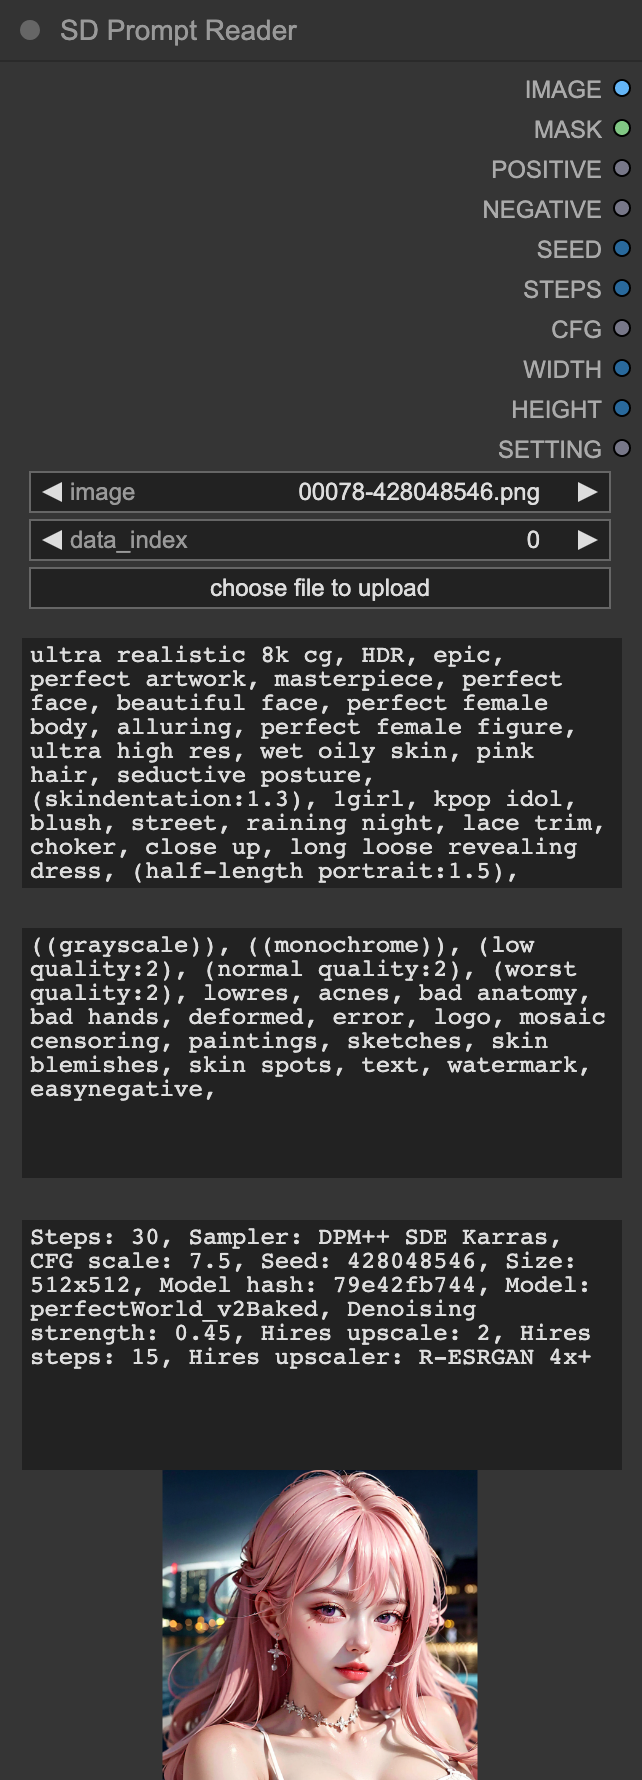 SD Prompt Reader
IMAGE
MASK
POSITIVE
NEGATIVE
SEED
STEPS
CFG
WIDTH
HEIGHT
SETTING
image 00078-428048546.png
data_index 0
choose file to upload
ultra realistic 8k cg, HDR, epic,
perfect artwork, masterpiece, perfect
face, beautiful face, perfect female
body, alluring, perfect female figure,
ultra high res, wet oily skin, pink
hair, seductive posture,
(skindentation:1.3), 1girl, kpop idol,
blush, street, raining night, lace trim,
choker, close up, long loose revealing
dress, (half-length portrait:1.5),
((grayscale)), ((monochrome)), (low
quality:2), (normal quality:2), (worst
quality:2), lowres, acnes, bad anatomy,
bad hands, deformed, error, logo, mosaic
censoring, paintings, sketches, skin
blemishes, skin spots, text, watermark,
easynegative,
Steps: 30, Sampler: DPM++ SDE Karras,
CFG scale: 7.5, Seed: 428048546, Size:
512x512, Model hash: 79e42fb744, Model:
perfectWorld_v2Baked, Denoising
strength: 0.45, Hires upscale: 2, Hires
steps: 15, Hires upscaler: R-ESRGAN 4x+